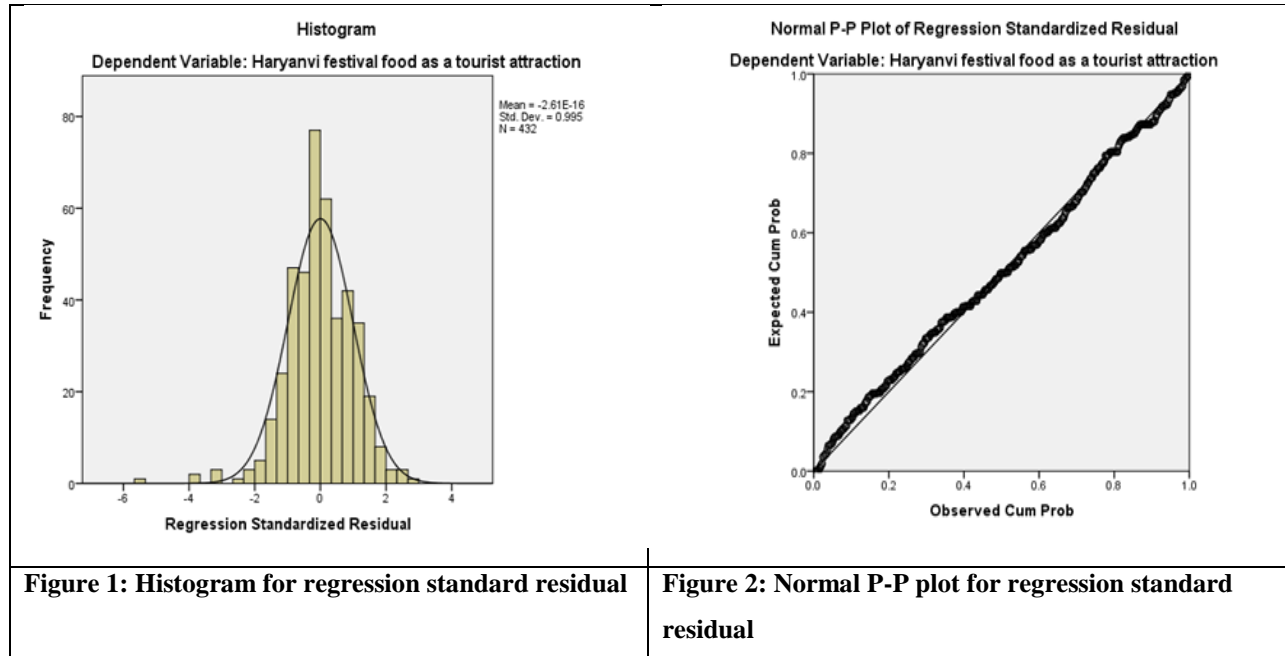 Histogram
Dependent Variable: Haryanvi festival food as a tourist attraction
Mean = -2.61E-16
Std. Dev. = 0.995
N = 432
80
60
40
20
0
Frequency
-6
-4
-2
0
2
4
Regression Standardized Residual
Normal P-P Plot of Regression Standardized Residual
Dependent Variable: Haryanvi festival food as a tourist attraction
1.0
0.8
0.6
0.4
0.2
0.0
Expected Cum Prob
0.0
0.2
0.4
0.6
0.8
1.0
Observed Cum Prob
Figure 1: Histogram for regression standard residual
Figure 2: Normal P-P plot for regression standard
residual